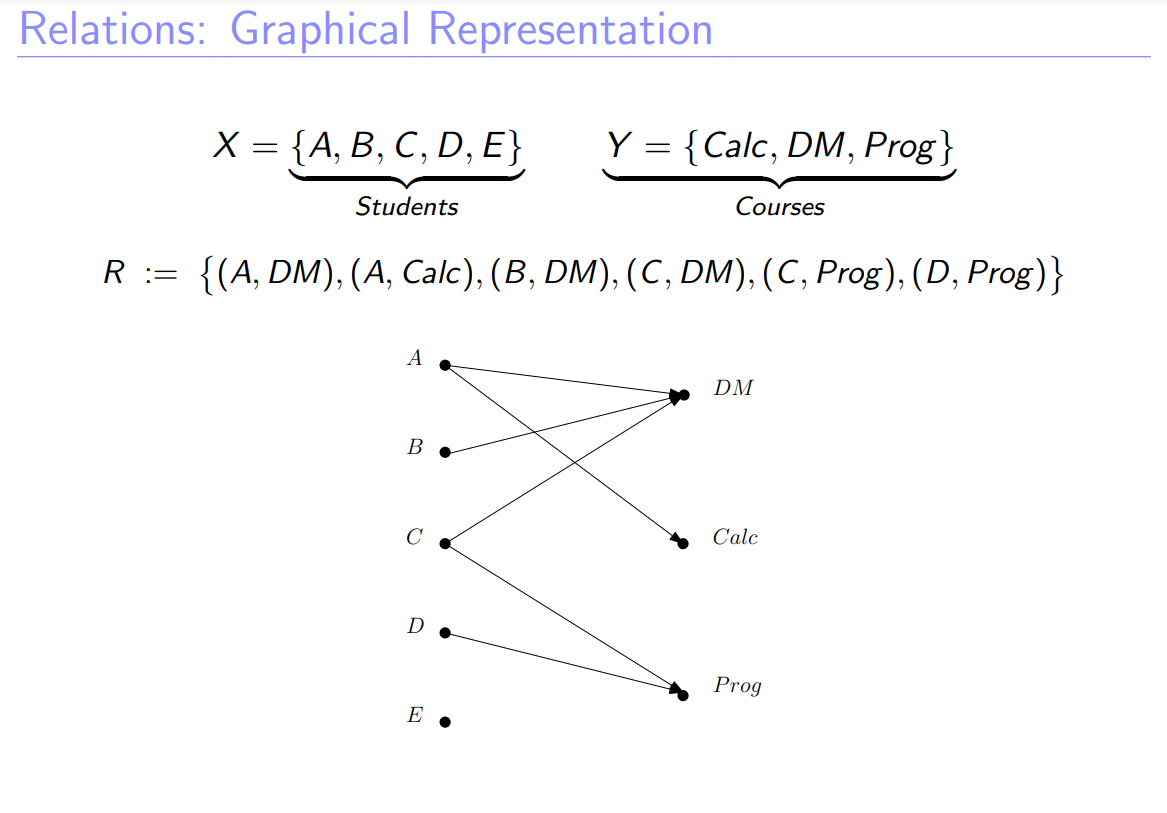 Relations: Graphical Representation
X = {A, B, C, D, E} Y = {Calc, DM, Prog}
Students Courses
R := {(A, DM), (A, Calc), (B, DM), (C, DM), (C, Prog), (D, Prog)}
A
DM
B
C
Calc
D
Prog
E